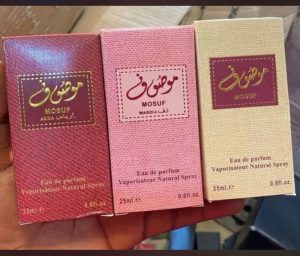 موصوف
MOSUF
Eau de parfum
Vaporisateur Natural Spray
25ml e
0.8fl.oz
موصوف
MOSUF
Eau de parfum
Vaporisateur Natural Spray
25ml e
0.8fl.oz
موصوف
MOSUF
Eau de parfum
Vaporisateur Natural Spray
25ml e
0.8fl.oz